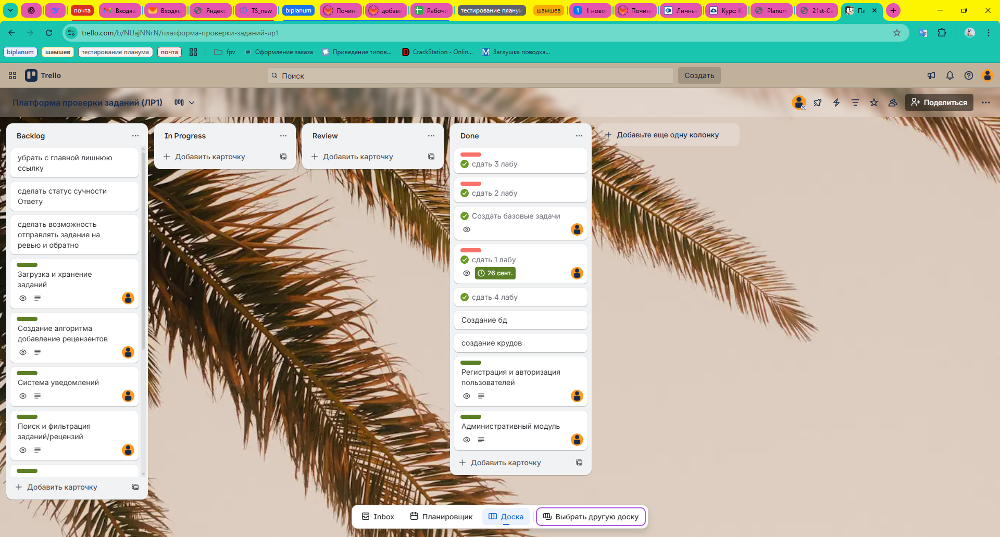 почта
Входящ
Входящ
Яндекс
TS_new
biplanum
Почин
добави
Рабочи
тестирование планум
шамшев
1 новое
Почин
Личны
Курс: К
Planum
21st-Ce
Пл
trello.com/b/NUajNNrN/платформа-проверки-заданий-лр1
biplanum
шамшев
тестирование планума
почта
fpv
Оформление заказа
Приведение типов...
CrackStation - Onlin...
Заглушка поводка...
Trello
Поиск
Создать
Платформа проверки заданий (ЛР1)
Поделиться
Backlog
убрать с главной лишнюю
ссылку
сделать статус сучности
Ответу
сделать возможность
отправлять задание на
ревью и обратно
Загрузка и хранение
заданий
Создание алгоритма
добавление рецензентов
Система уведомлений
Поиск и фильтрация
заданий/рецензий
Добавить карточку
In Progress
Добавить карточку
Review
Добавить карточку
Done
сдать 3 лабу
сдать 2 лабу
Создать базовые задачи
сдать 1 лабу
26 сент.
сдать 4 лабу
Создание бд
создание крудов
Регистрация и авторизация
пользователей
Административный модуль
Добавить карточку
Добавьте еще одну колонку
Inbox
Планировщик
Доска
Выбрать другую доску